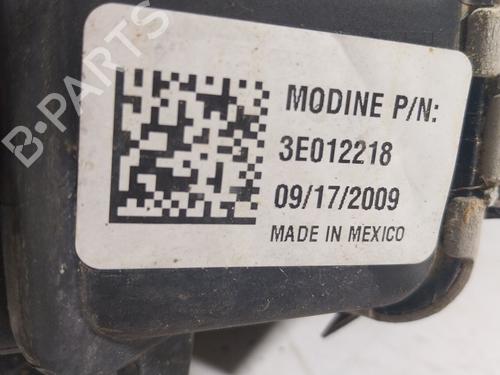 MODINE P/N:
3E012218
09/17/2009
MADE IN MEXICO
B-PARTS